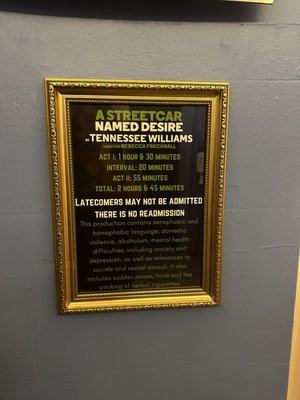 A STREETCAR
NAMED DESIRE
BY TENNESSEE WILLIAMS
DIRECTED BY REBECCA FRECKNALL
ACT I: 1 HOUR & 30 MINUTES
INTERVAL: 20 MINUTES
ACT II: 55 MINUTES
TOTAL: 2 HOURS & 45 MINUTES
LATECOMERS MAY NOT BE ADMITTED
THERE IS NO READMISSION
This production contains xenophobic and
homophobic language, domestic
violence, alcoholism, mental health
difficulties, including anxiety and
depression, as well as references to
suicide and sexual assault. It also
includes sudden noises, haze and the
smoking of herbal cigarettes.